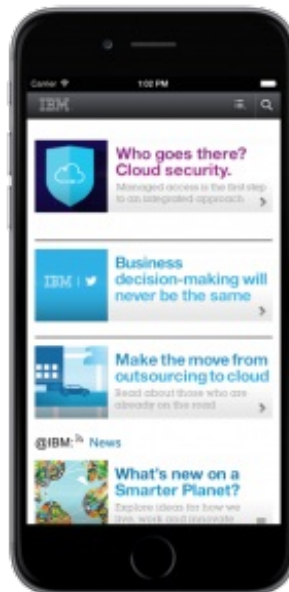 Carrier 1:02 PM
IBM
Who goes there?
Cloud security.
Managed access is the first step
to an integrated approach
IBM |
Business
decision-making will
never be the same
Make the move from
outsourcing to cloud
Read about those who are
already on the road
@IBM: News
What's new on a
Smarter Planet?
Explore ideas for how we
live, work and innovate